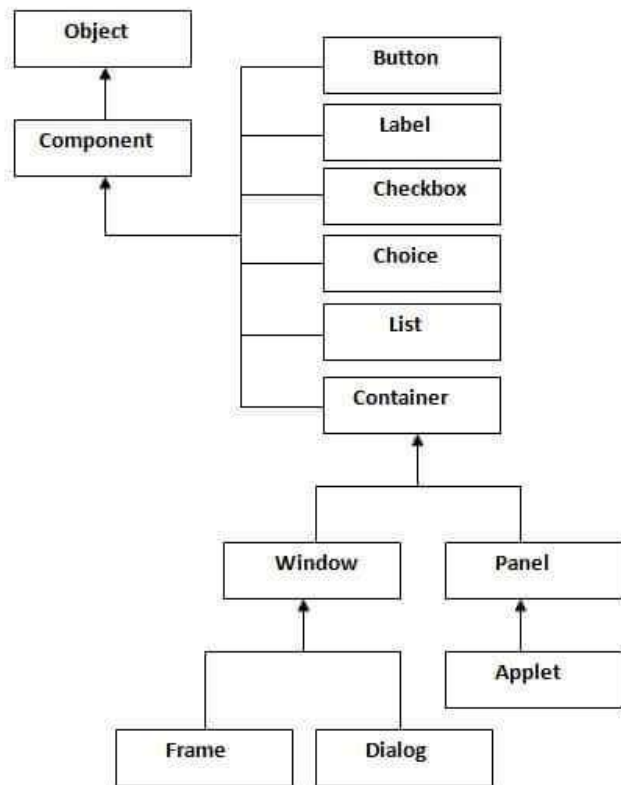 Object
Component
Button
Label
Checkbox
Choice
List
Container
Window
Panel
Applet
Frame
Dialog